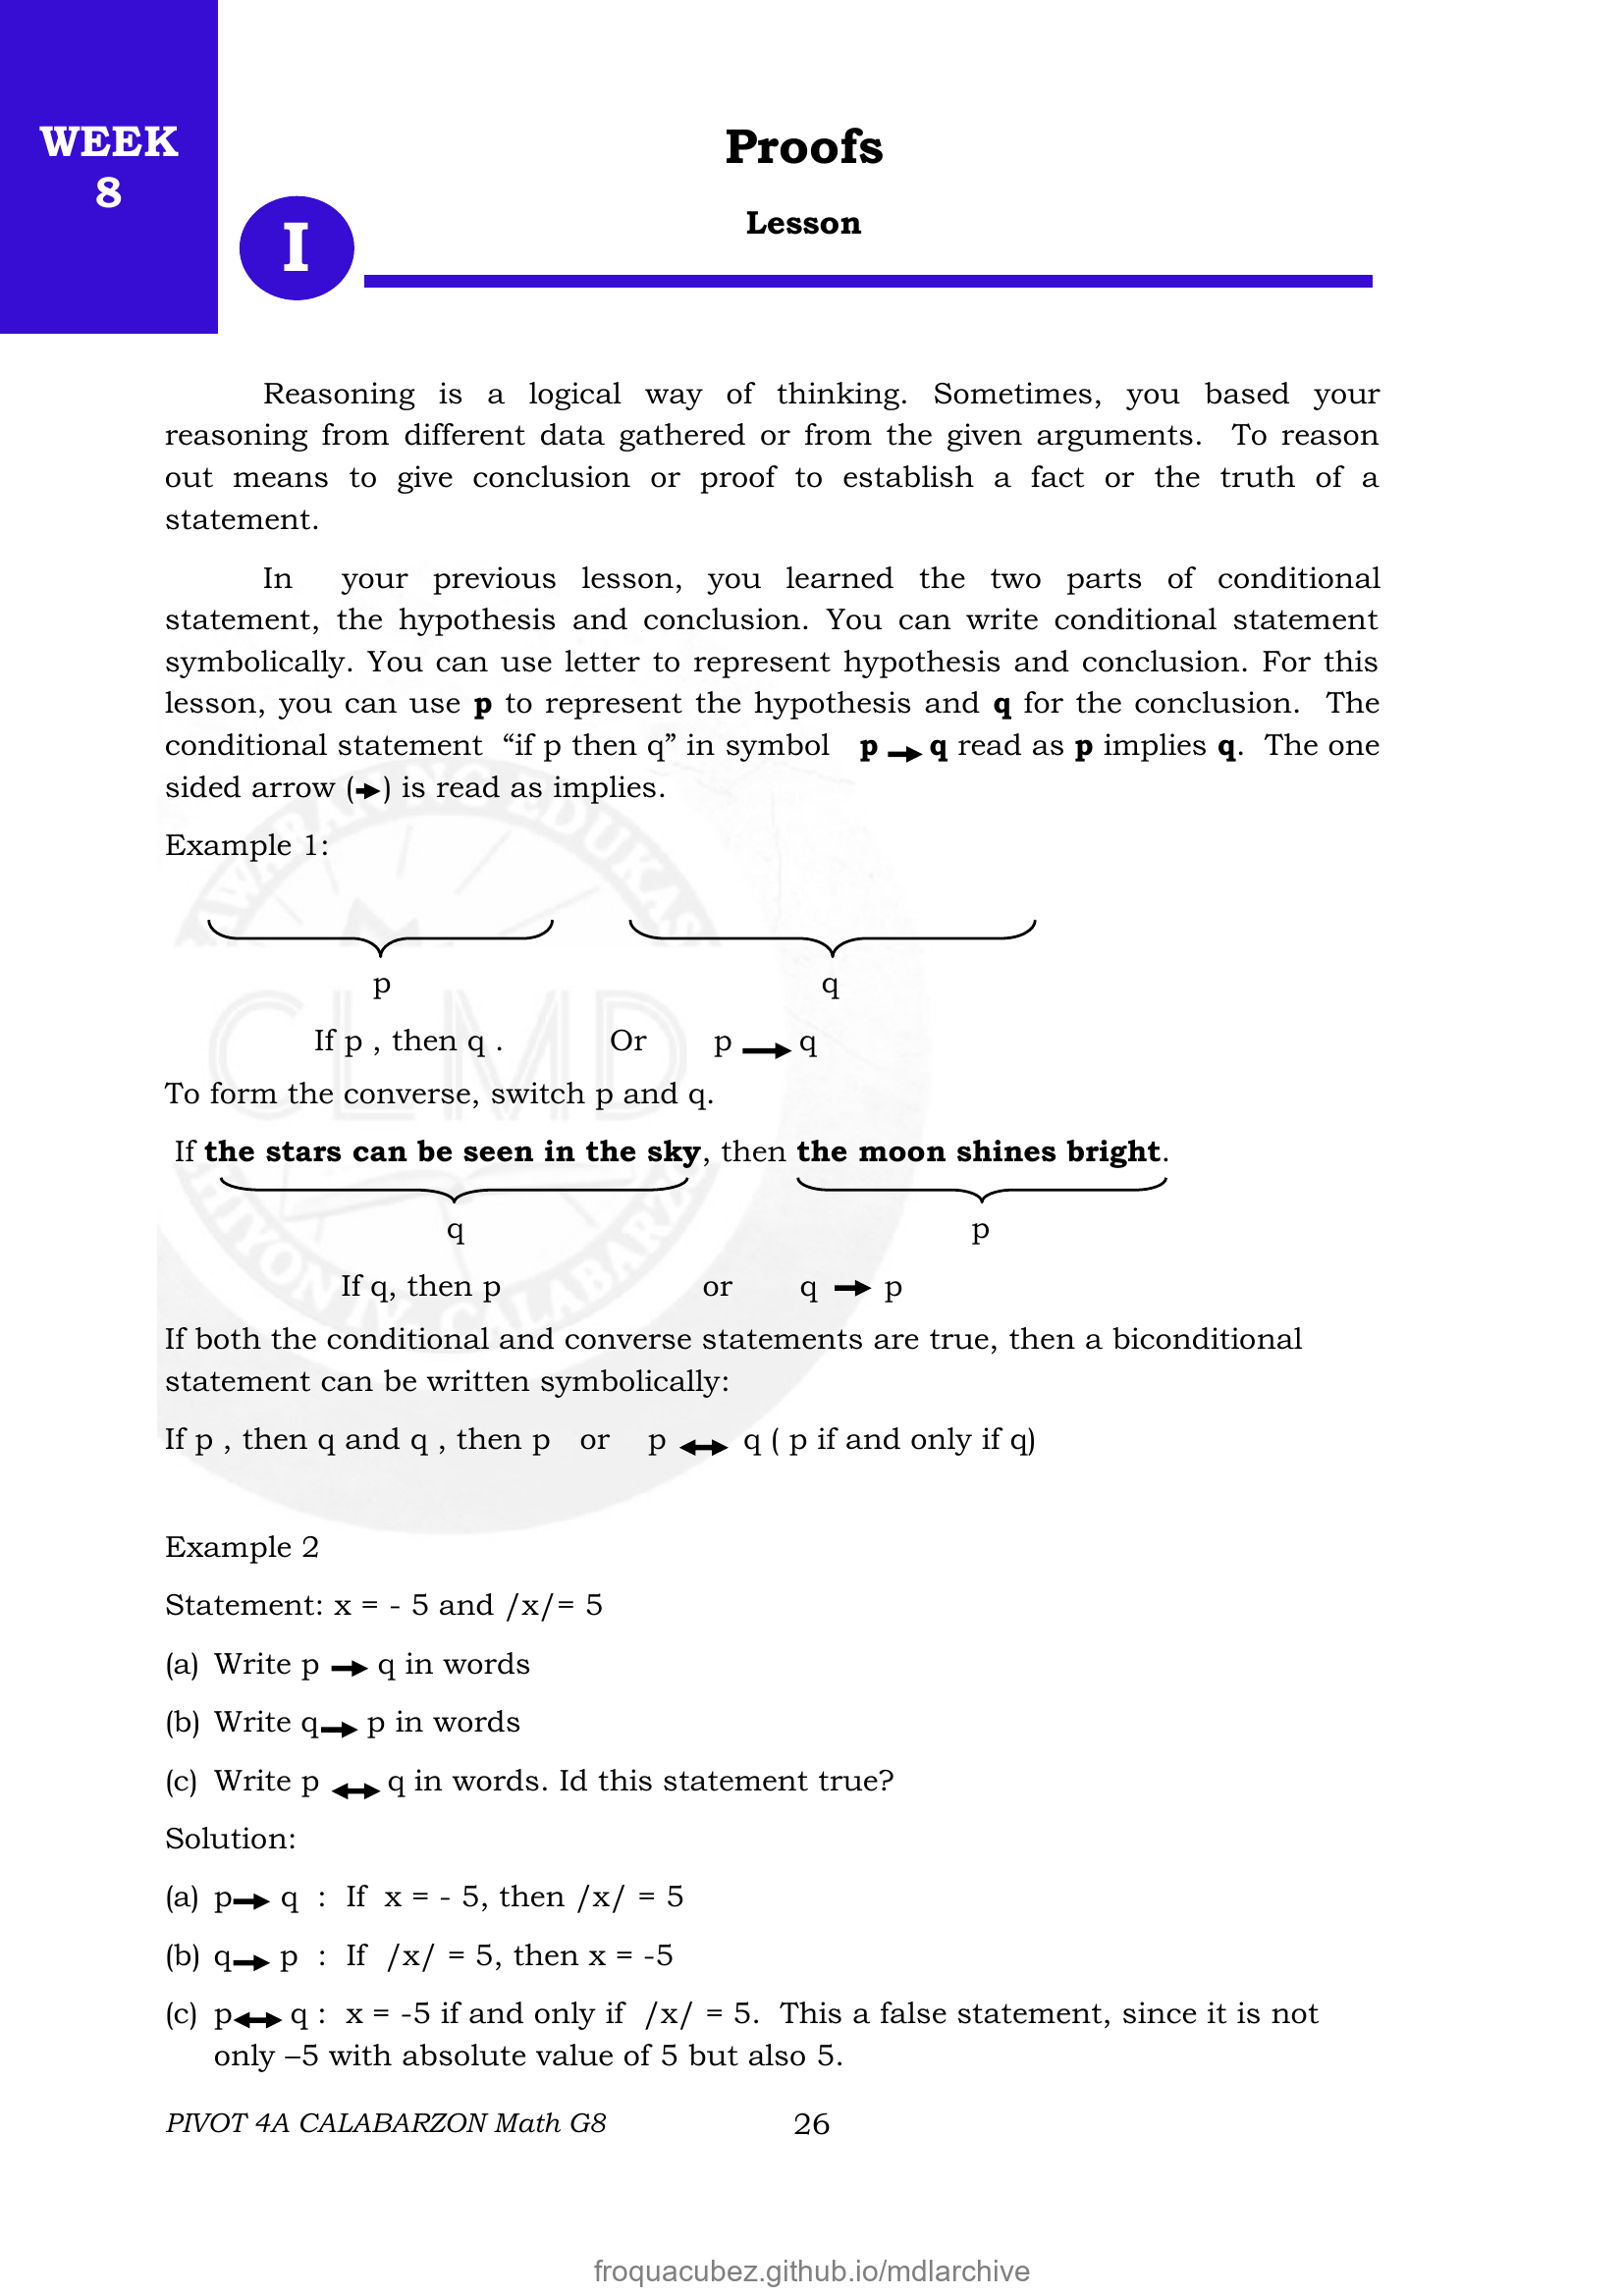 WEEK
8
Proofs
Lesson
I
Reasoning is a logical way of thinking. Sometimes, you based your
reasoning from different data gathered or from the given arguments. To reason
out means to give conclusion or proof to establish a fact or the truth of a
statement.
In your previous lesson, you learned the two parts of conditional
statement, the hypothesis and conclusion. You can write conditional statement
symbolically. You can use letter to represent hypothesis and conclusion. For this
lesson, you can use p to represent the hypothesis and q for the conclusion. The
conditional statement “if p then q” in symbol p → q read as p implies q. The one
sided arrow (→) is read as implies.
Example 1:
p q
If p , then q . Or p → q
To form the converse, switch p and q.
If the stars can be seen in the sky, then the moon shines bright.
q p
If q, then p or q → p
If both the conditional and converse statements are true, then a biconditional
statement can be written symbolically:
If p , then q and q , then p or p ↔ q ( p if and only if q)
Example 2
Statement: x = - 5 and /x/= 5
(a) Write p → q in words
(b) Write q→ p in words
(c) Write p ↔ q in words. Id this statement true?
Solution:
(a) p→ q : If x = - 5, then /x/ = 5
(b) q→ p : If /x/ = 5, then x = -5
(c) p↔ q : x = -5 if and only if /x/ = 5. This a false statement, since it is not
only –5 with absolute value of 5 but also 5.
PIVOT 4A CALABARZON Math G8 26
froquacubez.github.io/mdlarchive
CLMD